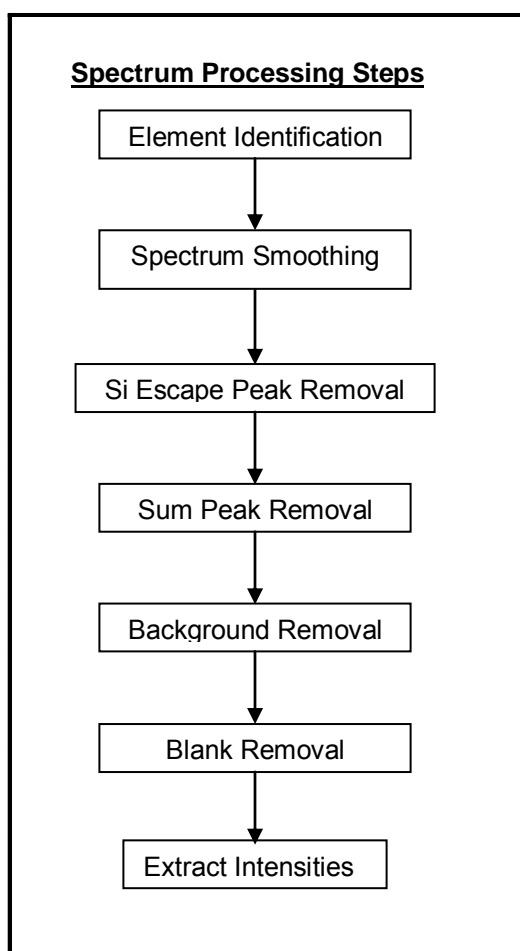 Spectrum Processing Steps
Element Identification
Spectrum Smoothing
Si Escape Peak Removal
Sum Peak Removal
Background Removal
Blank Removal
Extract Intensities